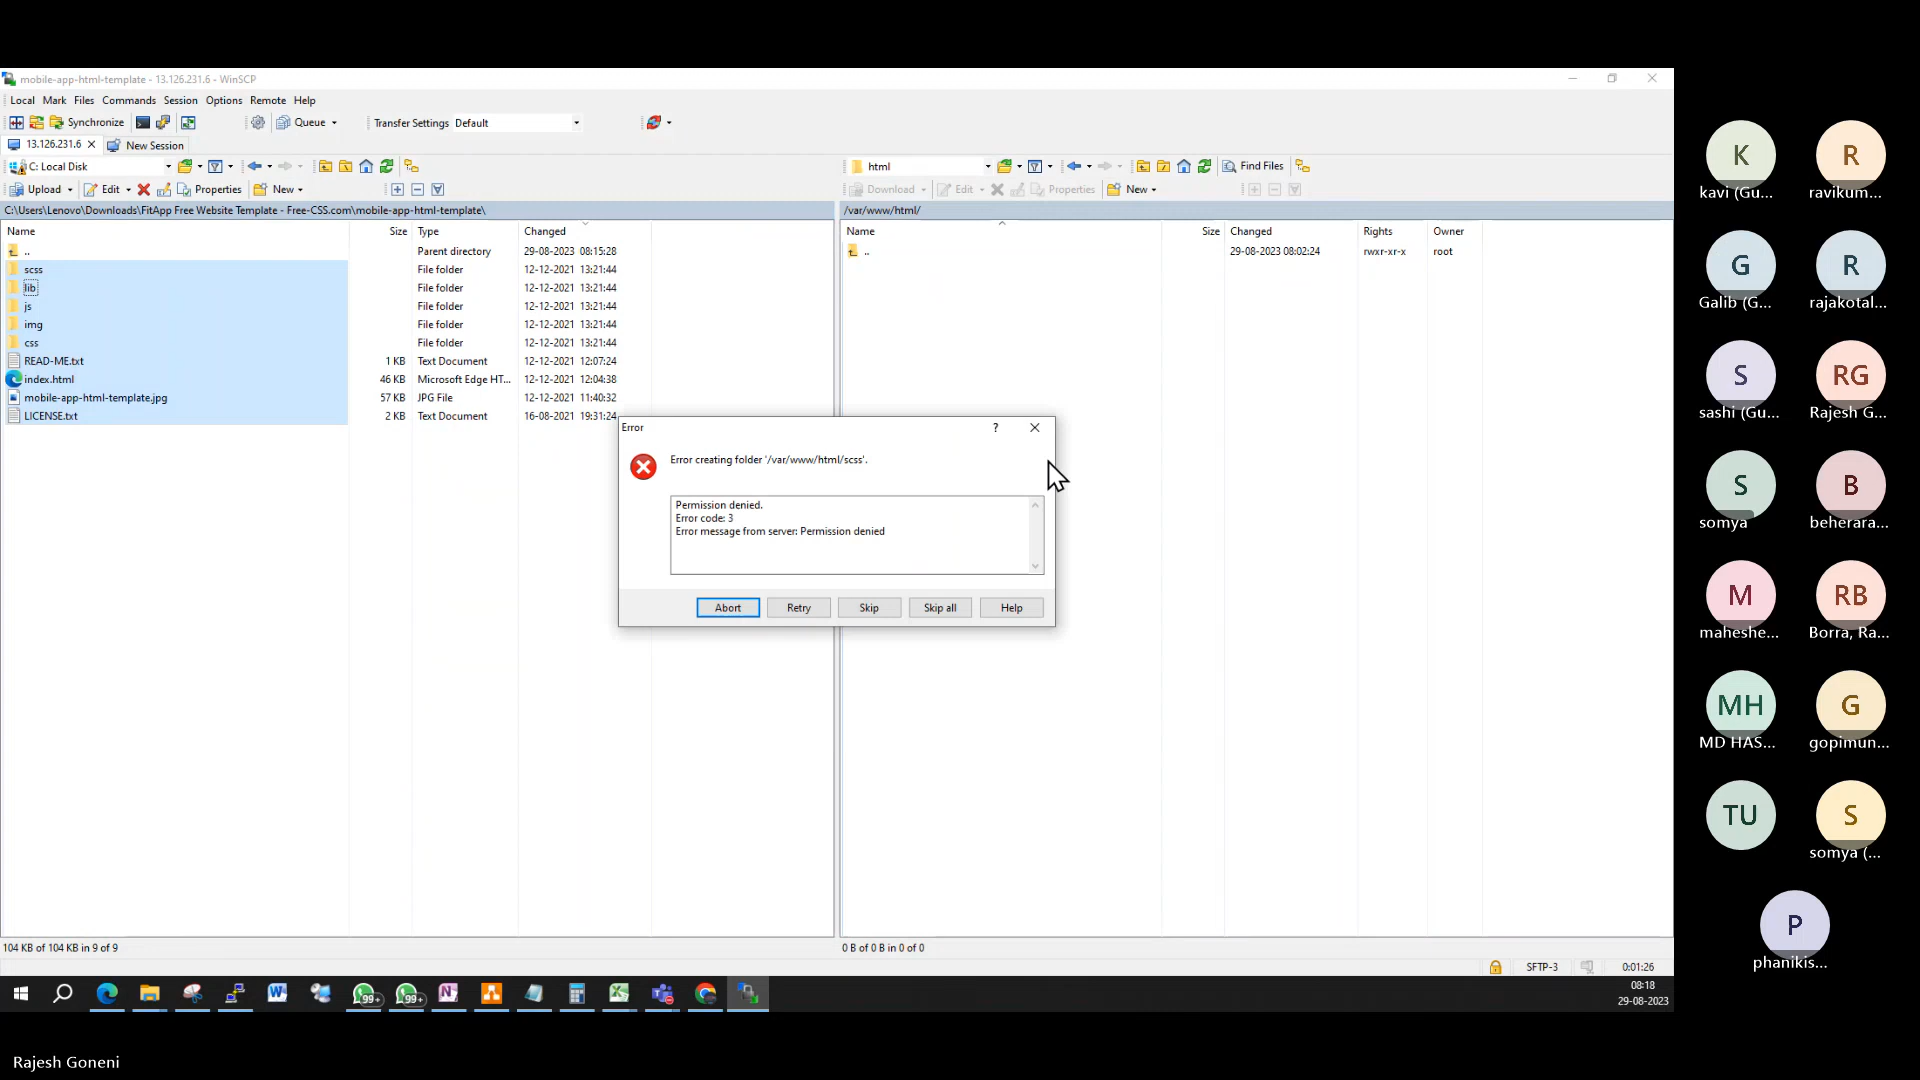 mobile-app-html-template - 13.126.231.6 - WinSCP
Local Mark Files Commands Session Options Remote Help
Synchronize Queue Transfer Settings Default
13.126.231.6 New Session
C: Local Disk html Find Files
Upload Edit Properties New Download Edit Properties New
C:\Users\Lenovo\Downloads\FitApp Free Website Template - Free-CSS.com\mobile-app-html-template\ /var/www/html/
Name Size Type Changed Name Size Changed Rights Owner
.. Parent directory 29-08-2023 08:15:28 .. 29-08-2023 08:02:24 rwxr-xr-x root
scss File folder 12-12-2021 13:21:44
lib File folder 12-12-2021 13:21:44
js File folder 12-12-2021 13:21:44
img File folder 12-12-2021 13:21:44
css File folder 12-12-2021 13:21:44
READ-ME.txt 1 KB Text Document 12-12-2021 12:07:24
index.html 46 KB Microsoft Edge HT... 12-12-2021 12:04:38
mobile-app-html-template.jpg 57 KB JPG File 12-12-2021 11:40:32
LICENSE.txt 2 KB Text Document 16-08-2021 19:31:24
Error ?
Error creating folder '/var/www/html/scss'.
Permission denied.
Error code: 3
Error message from server: Permission denied
Abort Retry Skip Skip all Help
104 KB of 104 KB in 9 of 9 0 B of 0 B in 0 of 0
SFTP-3 0:01:26
99+ 99+
08:18
29-08-2023
K R
kavi (Gu... ravikum...
G R
Galib (G... rajakotal...
S RG
sashi (Gu... Rajesh G...
S B
somya beherara...
M RB
maheshe... Borra, Ra...
MH G
MD HAS... gopimun...
TU S
somya (...
P
phanikis...
Rajesh Goneni